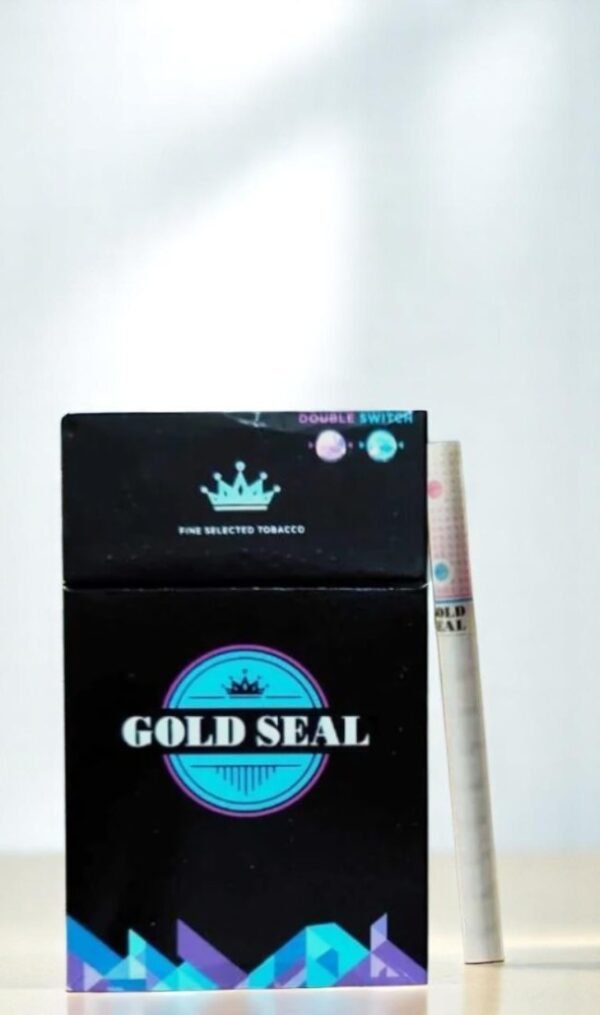 DOUBLE SWITCH
FINE SELECTED TOBACCO
GOLD SEAL
OLD
EAL